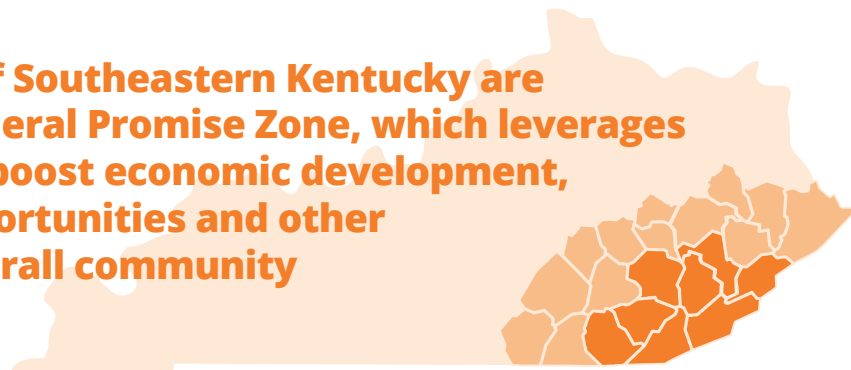 f Southeastern Kentucky are
eral Promise Zone, which leverages
boost economic development,
ortunities and other
rall community